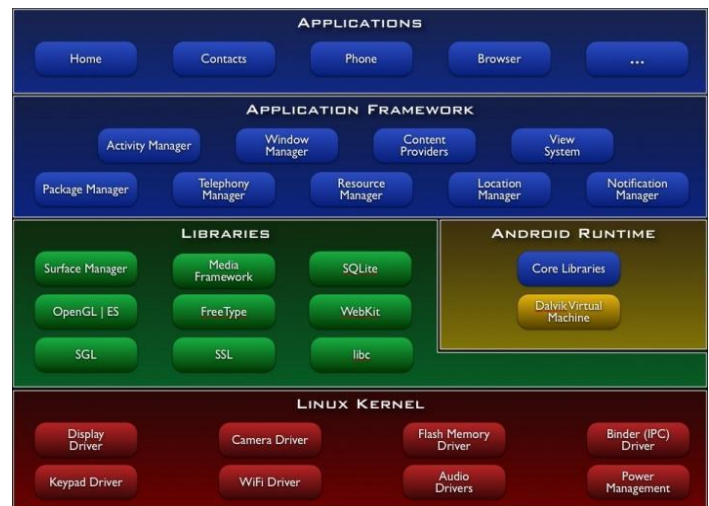 APPLICATIONS
Home
Contacts
Phone
Browser
...
APPLICATION FRAMEWORK
Activity Manager
Window
Manager
Content
Providers
View
System
Package Manager
Telephony
Manager
Resource
Manager
Location
Manager
Notification
Manager
LIBRARIES
Surface Manager
Media
Framework
SQLite
OpenGL | ES
FreeType
WebKit
SGL
SSL
libc
ANDROID RUNTIME
Core Libraries
Dalvik Virtual
Machine
LINUX KERNEL
Display
Driver
Camera Driver
Flash Memory
Driver
Binder (IPC)
Driver
Keypad Driver
WiFi Driver
Audio
Drivers
Power
Management